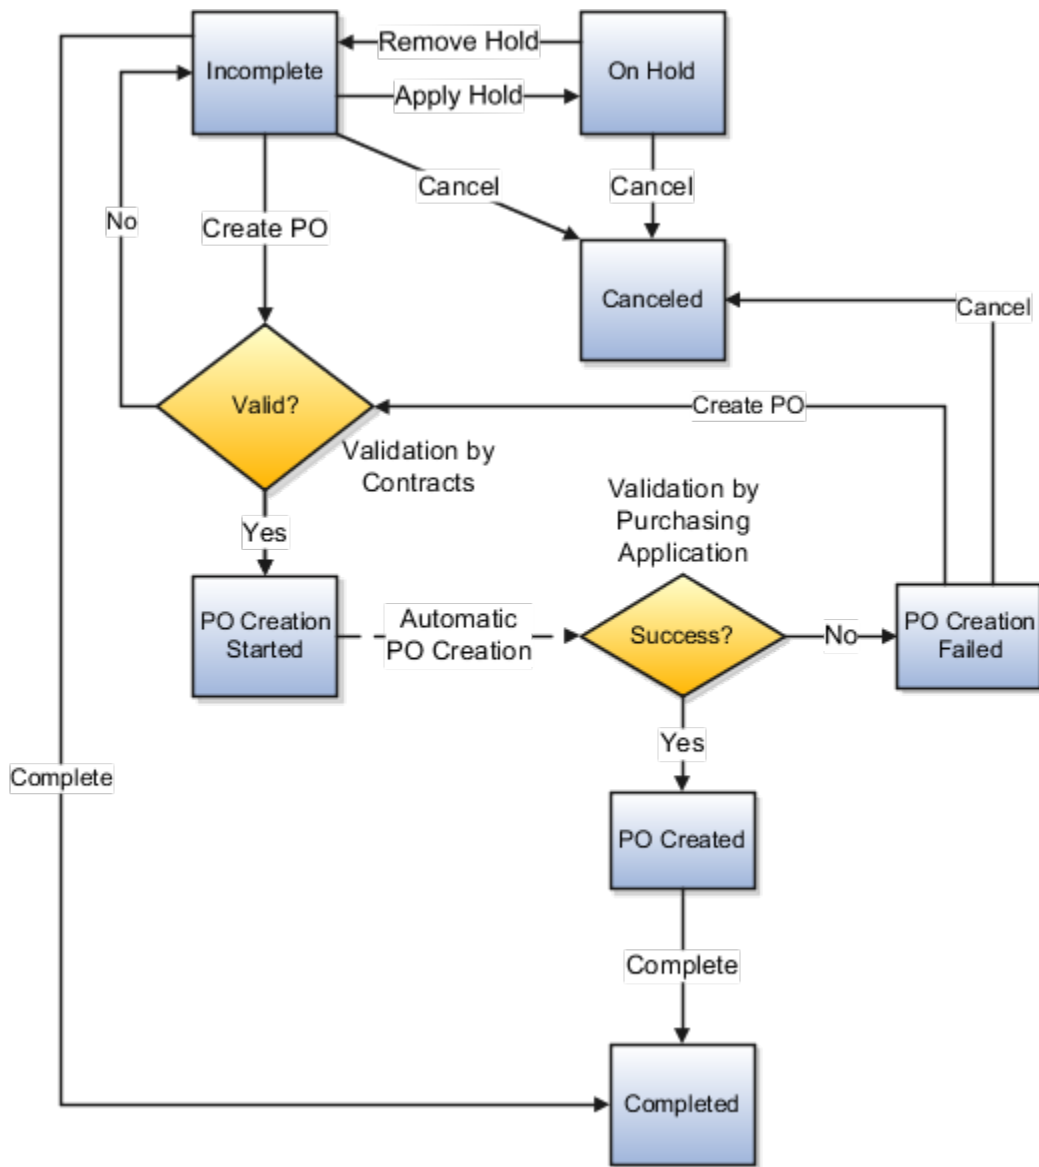 Incomplete
Remove Hold
On Hold
Apply Hold
Cancel
Cancel
No
Create PO
Canceled
Cancel
Valid?
Create PO
Validation by
Contracts
Validation by
Purchasing
Application
Yes
PO Creation
Started
Automatic
PO Creation
Success?
No
PO Creation
Failed
Yes
Complete
PO Created
Complete
Completed